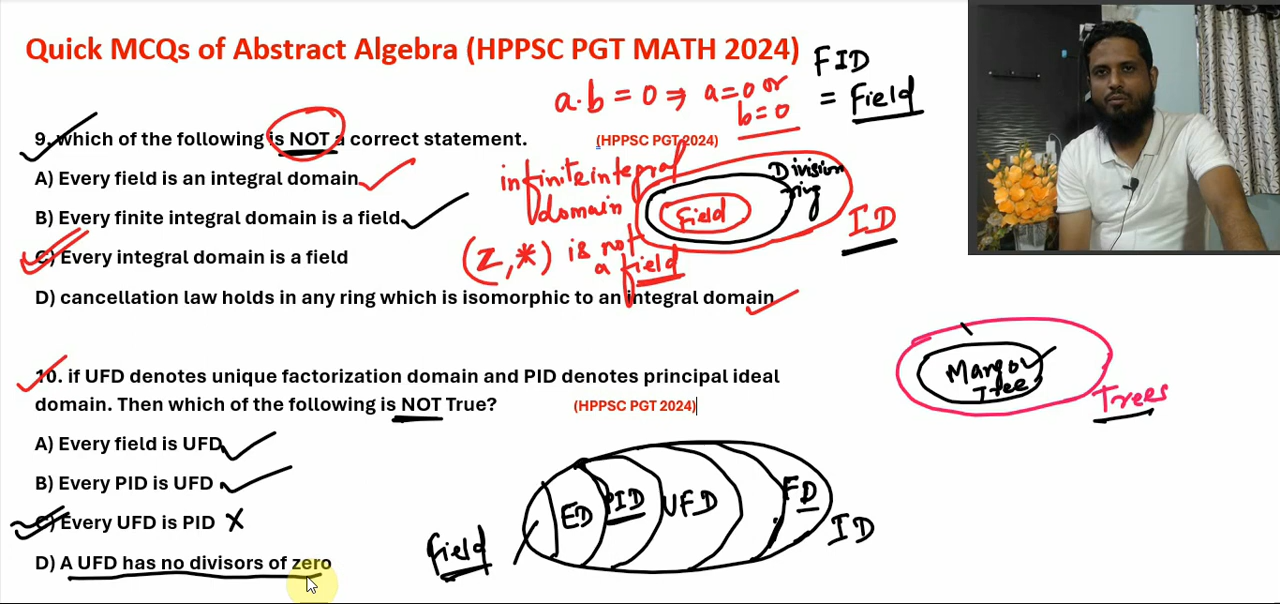 Quick MCQs of Abstract Algebra (HPPSC PGT MATH 2024)
FID
= Field
a·b = 0 ⇒ a=0 or
b=0
9. which of the following is NOT a correct statement. (HPPSC PGT 2024)
A) Every field is an integral domain
B) Every finite integral domain is a field
C) Every integral domain is a field
D) cancellation law holds in any ring which is isomorphic to an integral domain
infinite integral
domain
(Z,*) is not
a field
Division
ring
Field
ID
10. if UFD denotes unique factorization domain and PID denotes principal ideal
domain. Then which of the following is NOT True? (HPPSC PGT 2024)
A) Every field is UFD
B) Every PID is UFD
C) Every UFD is PID X
D) A UFD has no divisors of zero
Mango
Tree
Trees
Field
ED PID UFD FD
ID